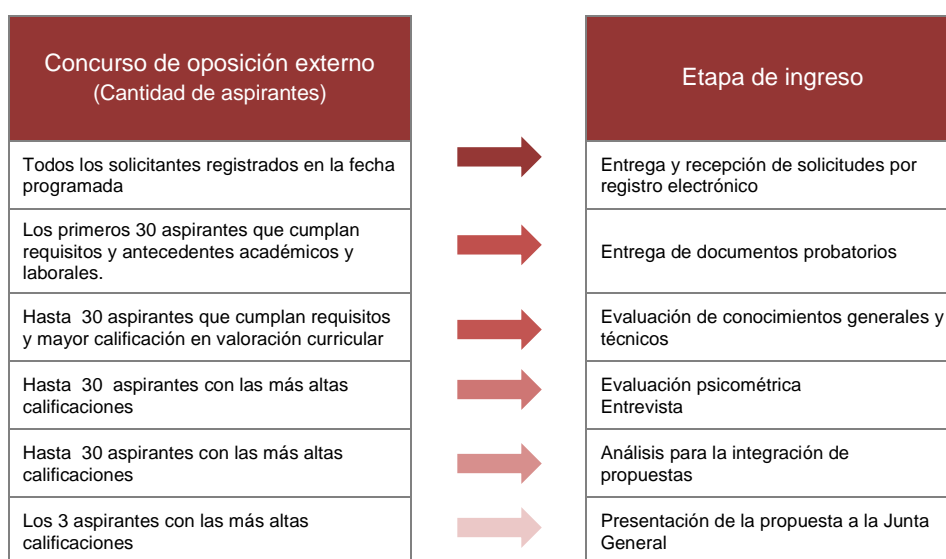 Concurso de oposición externo
(Cantidad de aspirantes)
Etapa de ingreso
Todos los solicitantes registrados en la fecha
programada
Entrega y recepción de solicitudes por
registro electrónico
Los primeros 30 aspirantes que cumplan
requisitos y antecedentes académicos y
laborales.
Entrega de documentos probatorios
Hasta  30 aspirantes que cumplan requisitos
y mayor calificación en valoración curricular
Evaluación de conocimientos generales y
técnicos
Hasta  30  aspirantes con las más altas
calificaciones
Evaluación psicométrica
Entrevista
Hasta  30 aspirantes con las más altas
calificaciones
Análisis para la integración de
propuestas
Los 3 aspirantes con las más altas
calificaciones
Presentación de la propuesta a la Junta
General